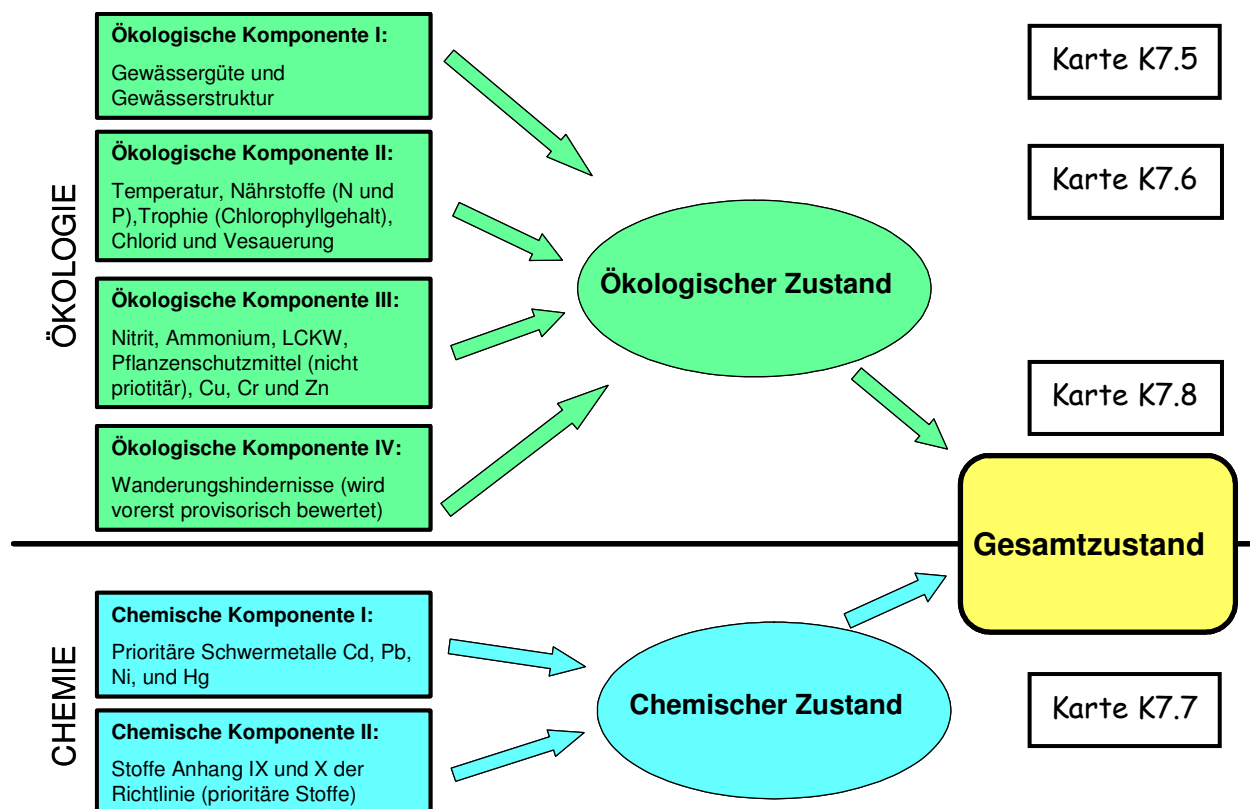 ÖKOLOGIE
Ökologische Komponente I:
Gewässergüte und
Gewässerstruktur
Ökologische Komponente II:
Temperatur, Nährstoffe (N und
P),Trophie (Chlorophyllgehalt),
Chlorid und Vesauerung
Ökologische Komponente III:
Nitrit, Ammonium, LCKW,
Pflanzenschutzmittel (nicht
priotitär), Cu, Cr und Zn
Ökologische Komponente IV:
Wanderungshindernisse (wird
vorerst provisorisch bewertet)
Ökologischer Zustand
Karte K7.5
Karte K7.6
Karte K7.8
Gesamtzustand
CHEMIE
Chemische Komponente I:
Prioritäre Schwermetalle Cd, Pb,
Ni, und Hg
Chemische Komponente II:
Stoffe Anhang IX und X der
Richtlinie (prioritäre Stoffe)
Chemischer Zustand
Karte K7.7